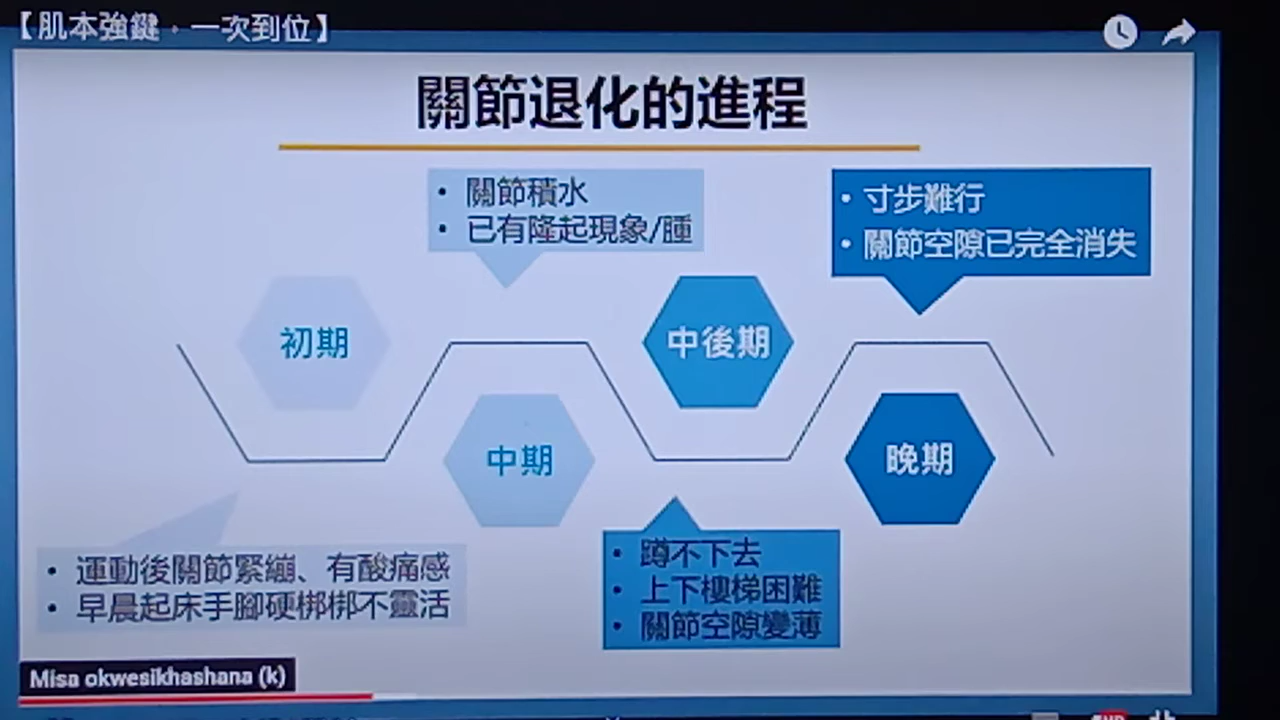 【肌本強鍵，一次到位】
關節退化的進程
• 關節積水
• 已有隆起現象/腫
• 寸步難行
• 關節空隙已完全消失
初期
中後期
中期
晚期
• 運動後關節緊繃、有酸痛感
• 早晨起床手腳硬梆梆不靈活
• 蹲不下去
• 上下樓梯困難
• 關節空隙變薄
Misa okwesikhashana (k)